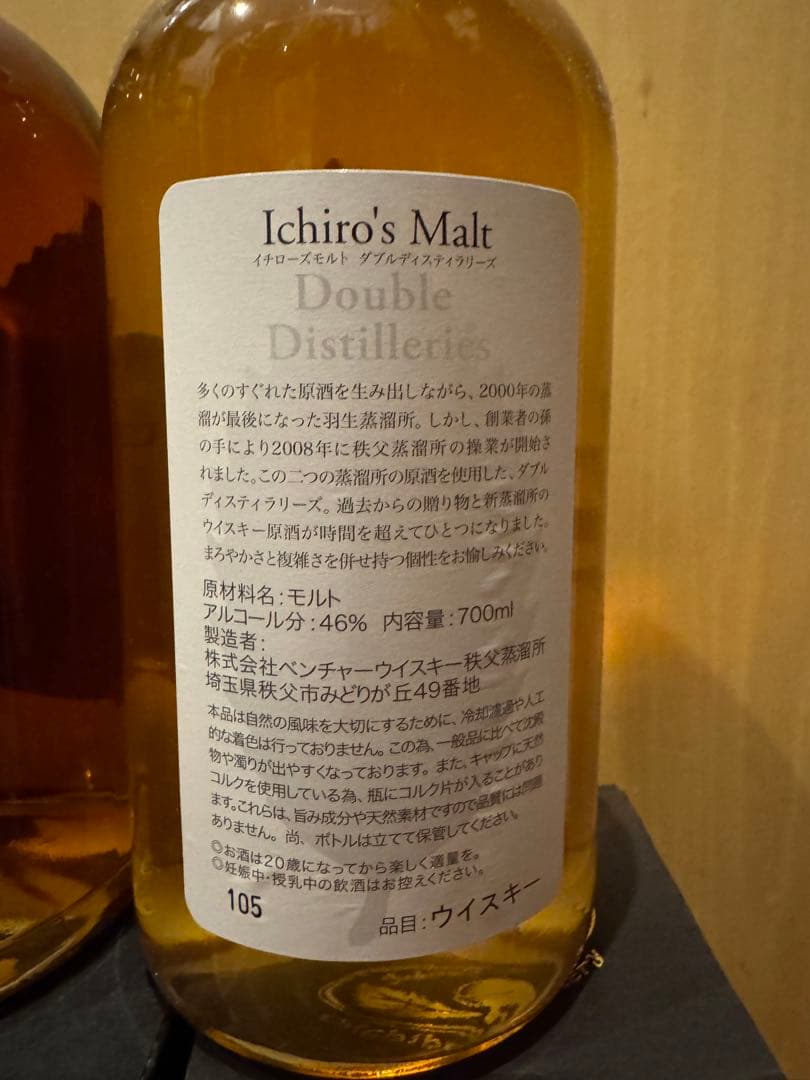 Ichiro's Malt
イチローズモルト ダブルディスティラリーズ
Double
Distilleries
多くのすぐれた原酒を生み出しながら、2000年の蒸
溜が最後になった羽生蒸溜所。しかし、創業者の孫
の手により2008年に秩父蒸溜所の操業が開始さ
れました。この二つの蒸溜所の原酒を使用した、ダブル
ディスティラリーズ。過去からの贈り物と新蒸溜所の
ウイスキー原酒が時間を超えてひとつになりました。
まろやかさと複雑さを併せ持つ個性をお愉しみください。
原材料名:モルト
アルコール分:46% 内容量:700ml
製造者:
株式会社ベンチャーウイスキー秩父蒸溜所
埼玉県秩父市みどりが丘49番地
本品は自然の風味を大切にするために、冷却濾過や人工
的な着色は行っておりません。この為、一般品に比べて沈殿
物や濁りが出やすくなっております。また、キャップに天然
コルクを使用している為、瓶にコルク片が入ることがあり
ます。これらは、旨み成分や天然素材ですので品質には問題
ありません。尚、ボトルは立てて保管してください。
◎お酒は20歳になってから楽しく適量を。
◎妊娠中・授乳中の飲酒はお控えください。
105
品目:ウイスキー